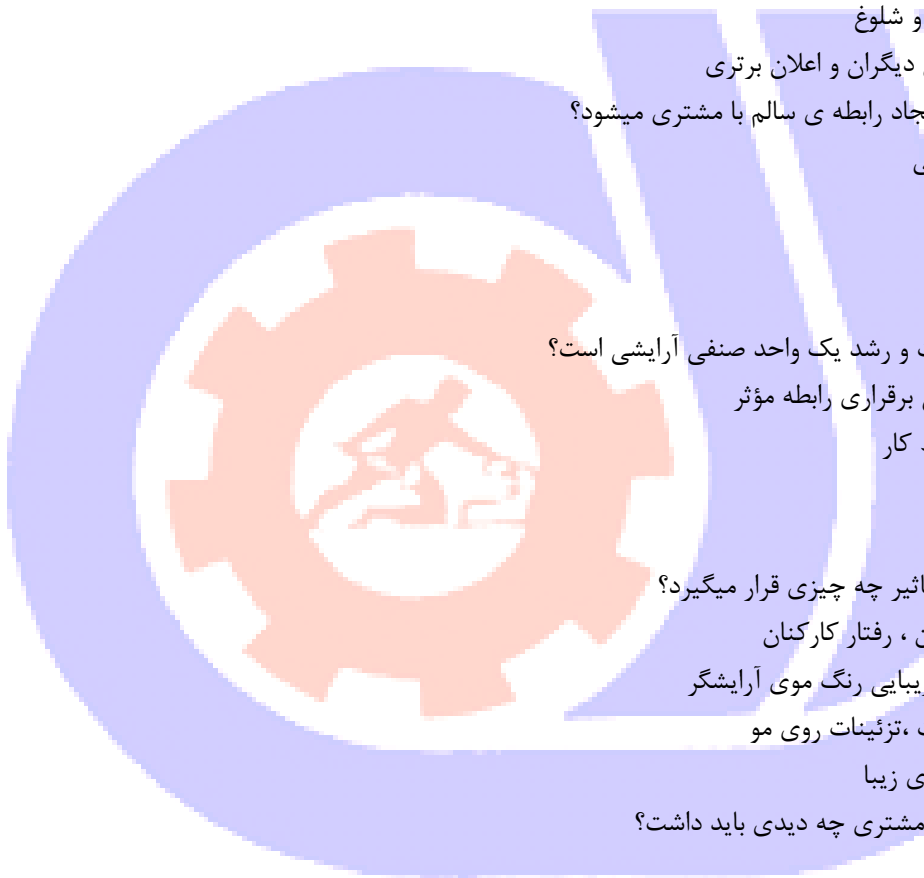 و شلوغ
دیگران و اعلان برتری
جاد رابطه ی سالم با مشتری میشود؟
ی
و رشد یک واحد صنفی آرایشی است؟
برقراری رابطه مؤثر
کار
اثیر چه چیزی قرار میگیرد؟
، رفتار کارکنان
یبایی رنگ موی آرایشگر
،تزئینات روی مو
ی زیبا
مشتری چه دیدی باید داشت؟